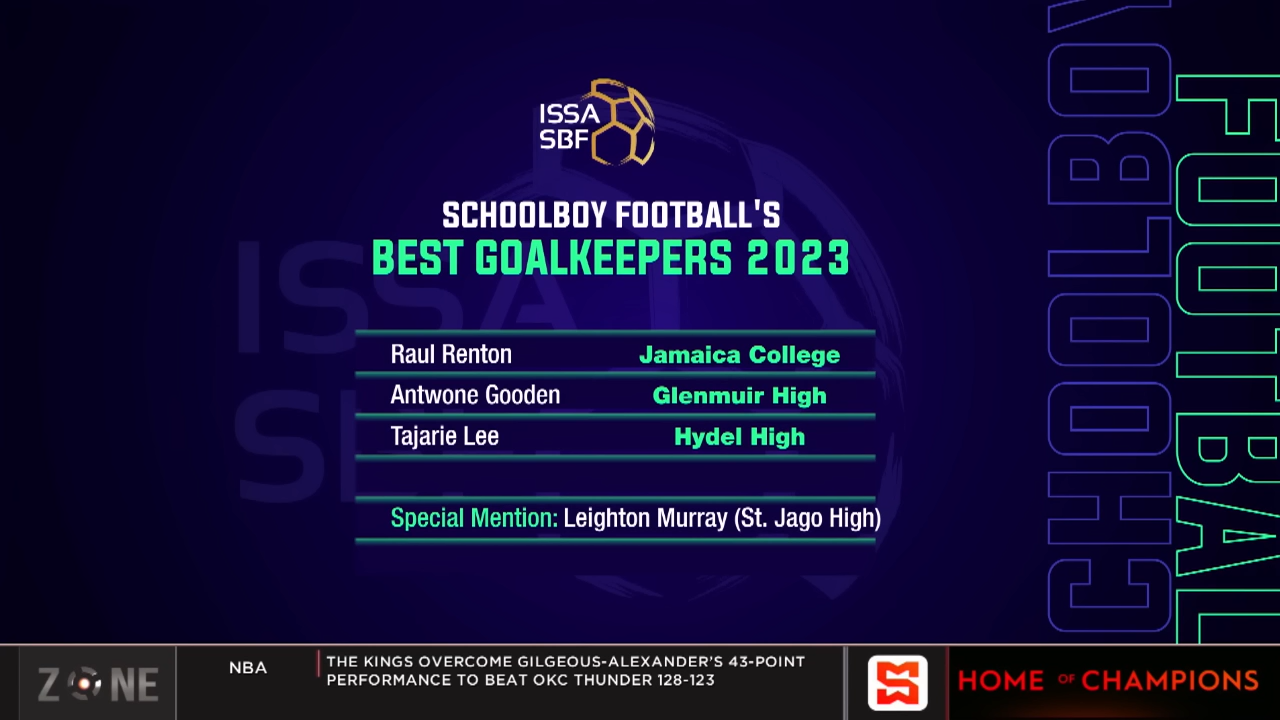 ISSA
SBF
SCHOOLBOY FOOTBALL'S
BEST GOALKEEPERS 2023
Raul Renton Jamaica College
Antwone Gooden Glenmuir High
Tajarie Lee Hydel High
Special Mention: Leighton Murray (St. Jago High)
CHOOLBOY
FOOTBAL
ZONE
NBA
THE KINGS OVERCOME GILGEOUS-ALEXANDER'S 43-POINT
PERFORMANCE TO BEAT OKC THUNDER 128-123
HOME OF CHAMPIONS